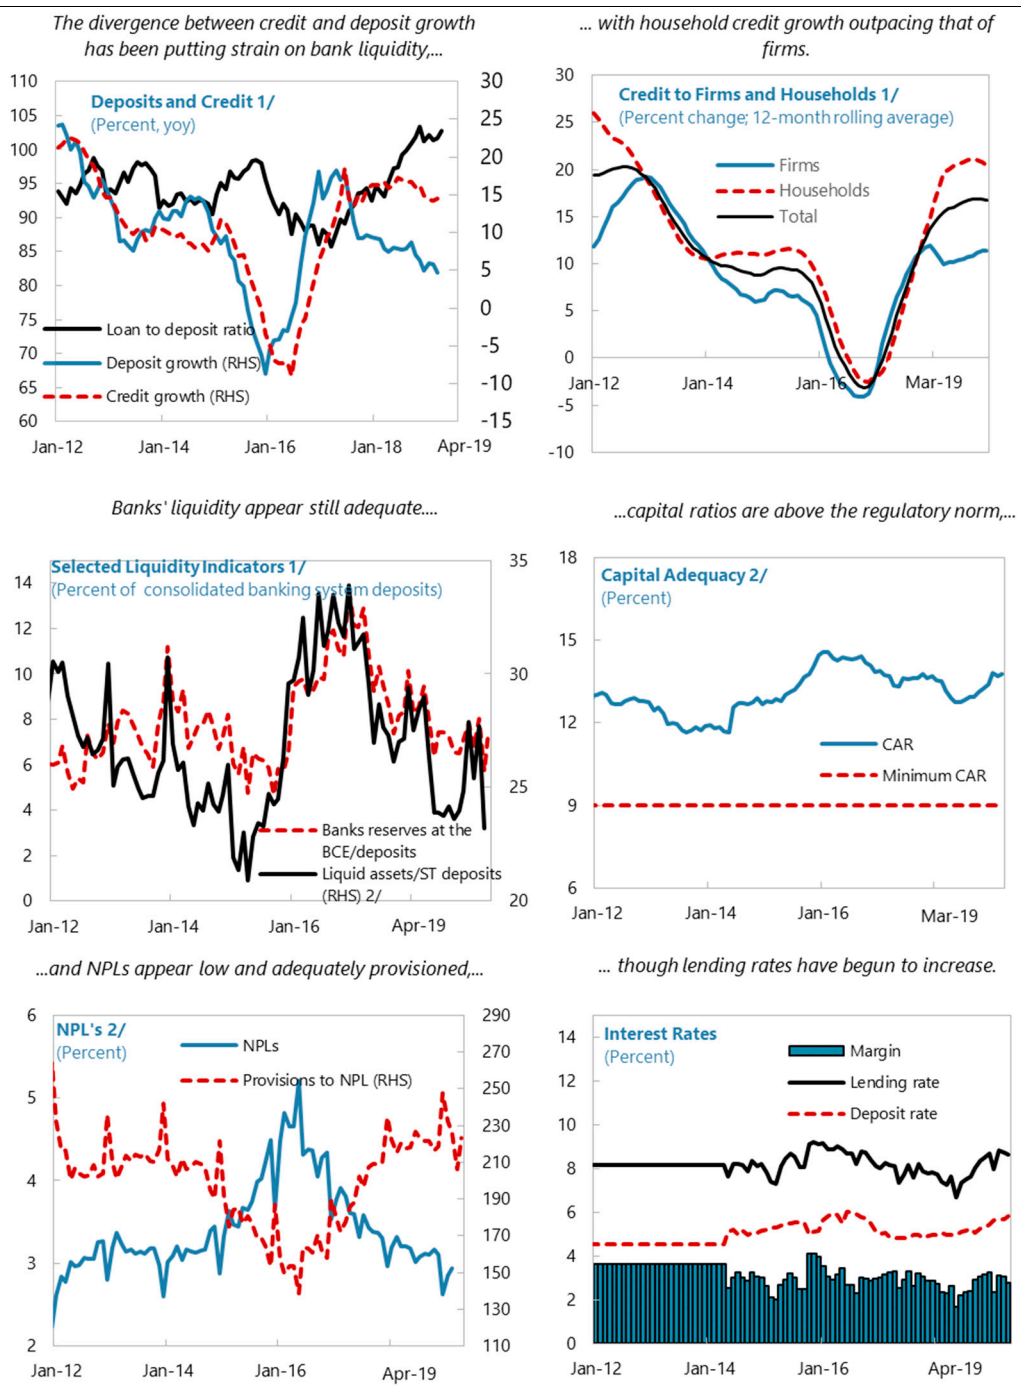 The divergence between credit and deposit growth
has been putting strain on bank liquidity,...
110
105
100
95
90
85
80
75
70
65
60
30
25
20
15
10
5
0
-5
-10
-15
Deposits and Credit 1/
(Percent, yoy)
Loan to deposit ratio
Deposit growth (RHS)
Credit growth (RHS)
Jan-12
Jan-14
Jan-16
Jan-18
Apr-19
... with household credit growth outpacing that of
firms.
30
25
20
15
10
5
0
-5
-10
Credit to Firms and Households 1/
(Percent change; 12-month rolling average)
Firms
Households
Total
Jan-12
Jan-14
Jan-16
Mar-19
Banks' liquidity appear still adequate....
14
12
10
8
6
4
2
0
35
30
25
20
Selected Liquidity Indicators 1/
(Percent of consolidated banking system deposits)
Banks reserves at the
BCE/deposits
Liquid assets/ST deposits
(RHS) 2/
Jan-12
Jan-14
Jan-16
Apr-19
...capital ratios are above the regulatory norm,...
18
15
12
9
6
Capital Adequacy 2/
(Percent)
CAR
Minimum CAR
Jan-12
Jan-14
Jan-16
Mar-19
...and NPLs appear low and adequately provisioned,...
6
5
4
3
2
290
270
250
230
210
190
170
150
130
110
NPL's 2/
(Percent)
NPLs
Provisions to NPL (RHS)
Jan-12
Jan-14
Jan-16
Apr-19
... though lending rates have begun to increase.
14
12
10
8
6
4
2
0
Interest Rates
(Percent)
Margin
Lending rate
Deposit rate
Jan-12
Jan-14
Jan-16
Apr-19